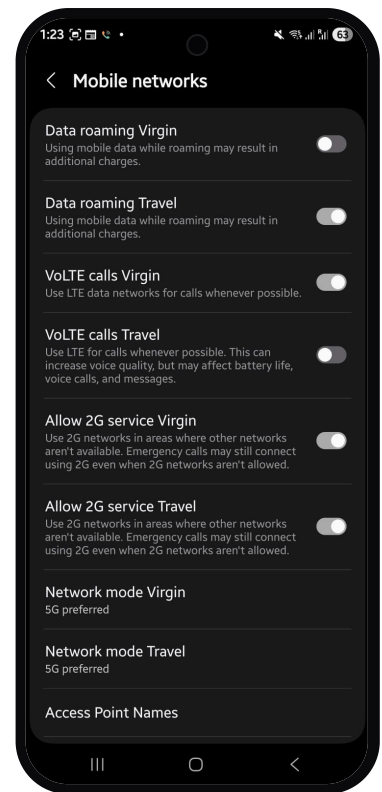 1:23
R
63
Mobile networks
Data roaming Virgin
Using mobile data while roaming may result in
additional charges.
Data roaming Travel
Using mobile data while roaming may result in
additional charges.
VoLTE calls Virgin
Use LTE data networks for calls whenever possible.
VoLTE calls Travel
Use LTE for calls whenever possible. This can
increase voice quality, but may affect battery life,
voice calls, and messages.
Allow 2G service Virgin
Use 2G networks in areas where other networks
aren't available. Emergency calls may still connect
using 2G even when 2G networks aren't allowed.
Allow 2G service Travel
Use 2G networks in areas where other networks
aren't available. Emergency calls may still connect
using 2G even when 2G networks aren't allowed.
Network mode Virgin
5G preferred
Network mode Travel
5G preferred
Access Point Names